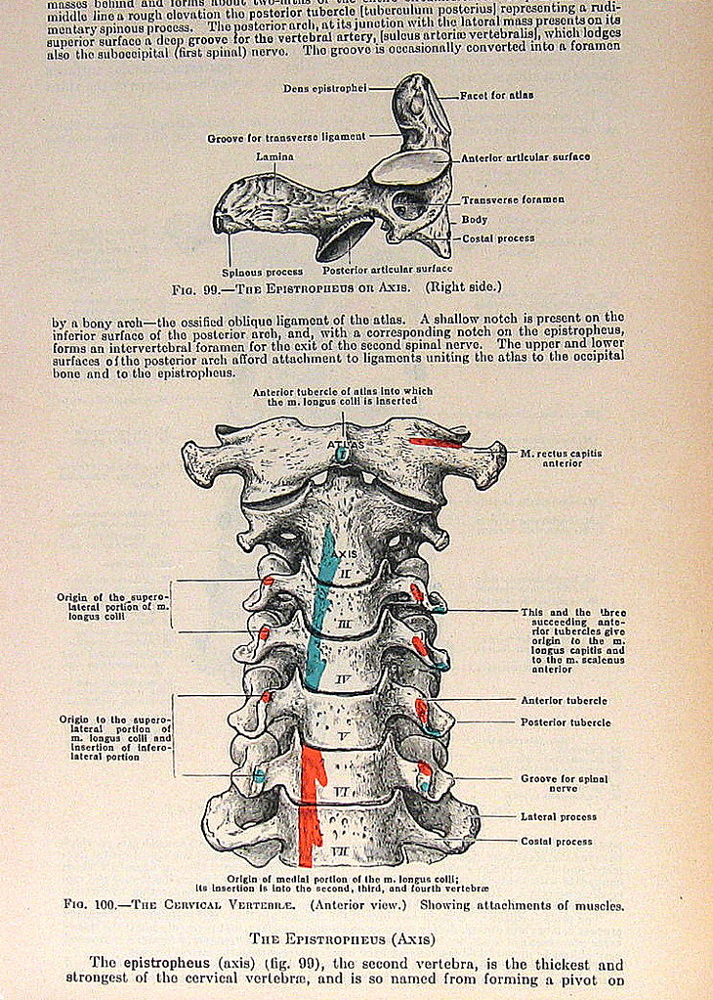 masses behind and forms about two-fifths of the entire circumference
middle line a rough elevation the posterior tubercle [tuberculum posterius] representing a rudi-
mentary spinous process. The posterior arch, at its junction with the lateral mass presents on its
superior surface a deep groove for the vertebral artery, [sulcus arteriæ vertebralis], which lodges
also the suboccipital (first spinal) nerve. The groove is occasionally converted into a foramen
Dens epistrophei
Facet for atlas
Groove for transverse ligament
Lamina
Anterior articular surface
Transverse foramen
Body
Costal process
Spinous process
Posterior articular surface
FIG. 99.—THE EPISTROPHEUS OR AXIS. (Right side.)
by a bony arch—the ossified oblique ligament of the atlas. A shallow notch is present on the
inferior surface of the posterior arch, and, with a corresponding notch on the epistropheus,
forms an intervertebral foramen for the exit of the second spinal nerve. The upper and lower
surfaces of the posterior arch afford attachment to ligaments uniting the atlas to the occipital
bone and to the epistropheus.
Anterior tubercle of atlas into which
the m. longus colli is inserted
ATLAS
I
M. rectus capitis
anterior
AXIS
II
Origin of the supero-
lateral portion of m.
longus colli
III
This and the three
succeeding ante-
rior tubercles give
origin to the m.
longus capitis and
to the m. scalenus
anterior
IV
Anterior tubercle
Origin to the supero-
lateral portion of
m. longus colli and
insertion of infero-
lateral portion
Posterior tubercle
V
Groove for spinal
nerve
VI
Lateral process
Costal process
VII
Origin of medial portion of the m. longus colli;
its insertion is into the second, third, and fourth vertebræ
FIG. 100.—THE CERVICAL VERTEBRÆ. (Anterior view.) Showing attachments of muscles.
THE EPISTROPHEUS (AXIS)
The epistropheus (axis) (fig. 99), the second vertebra, is the thickest and
strongest of the cervical vertebræ, and is so named from forming a pivot on